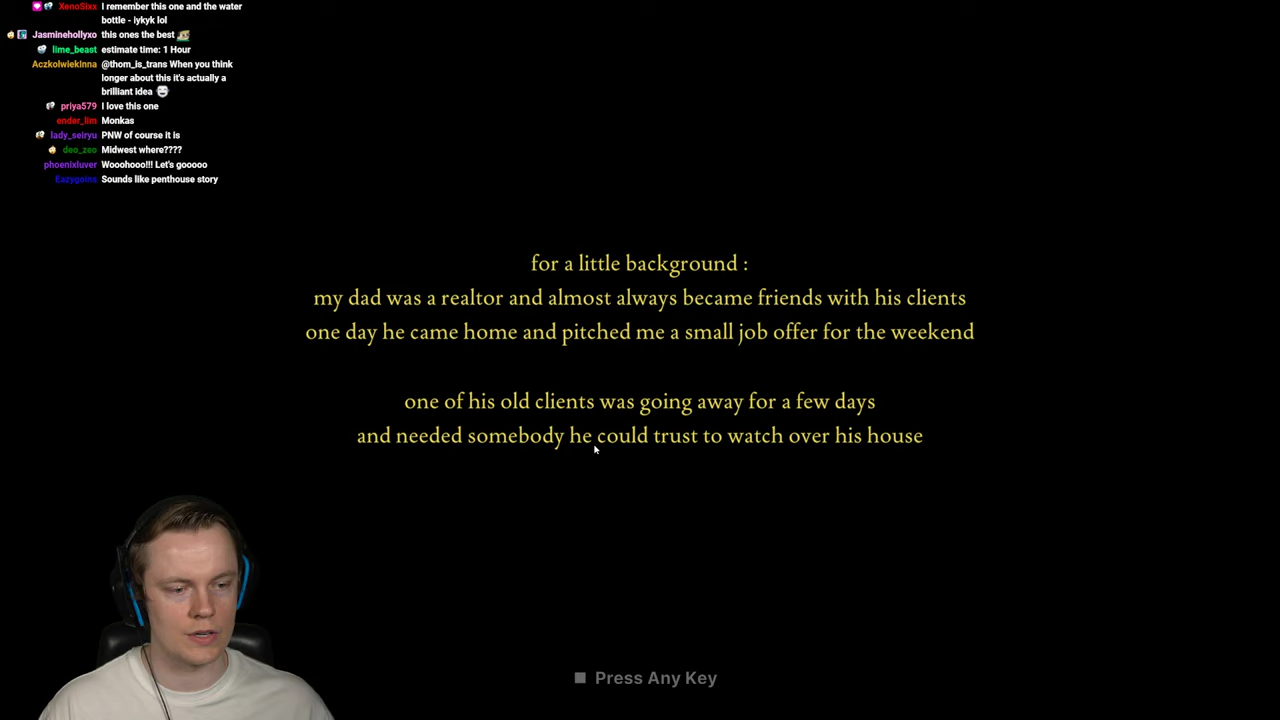 XenoSixx I remember this one and the water
bottle - iykyk lol
Jasminehollyxo this ones the best
lime_beast estimate time: 1 Hour
AczkolwiekInna @thom_is_trans When you think
longer about this it's actually a
brilliant idea
priya579 I love this one
ender_lim Monkas
lady_seiryu PNW of course it is
deo_zeo Midwest where????
phoenixluver Wooohooo!!! Let's gooooo
Eazygoins Sounds like penthouse story
for a little background :
my dad was a realtor and almost always became friends with his clients
one day he came home and pitched me a small job offer for the weekend
one of his old clients was going away for a few days
and needed somebody he could trust to watch over his house
Press Any Key